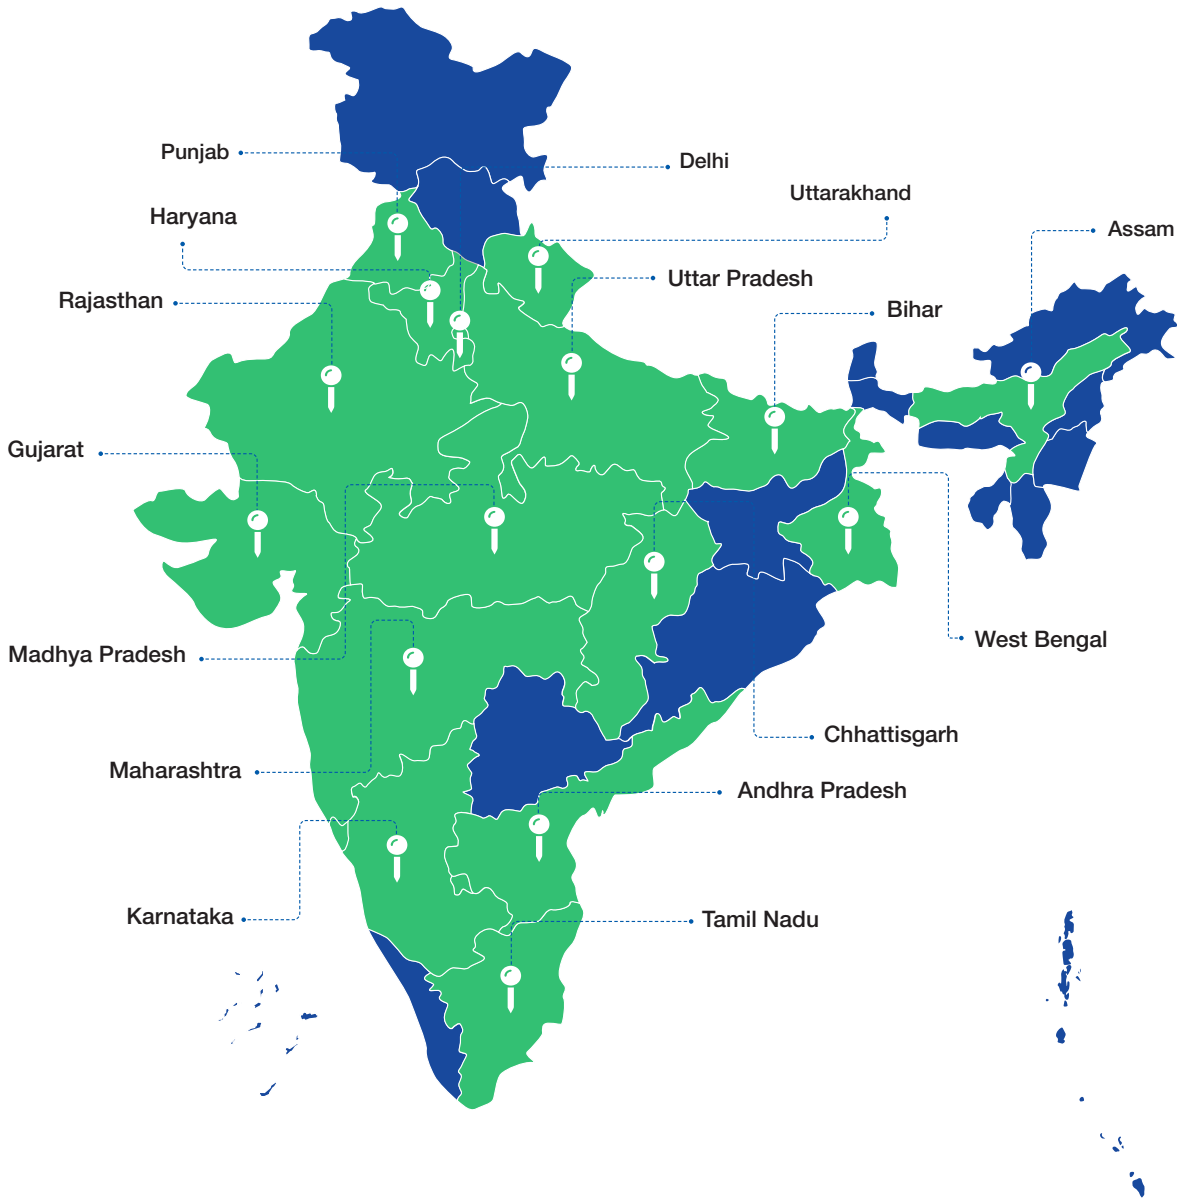 Punjab
Delhi
Uttarakhand
Haryana
Assam
Uttar Pradesh
Rajasthan
Bihar
Gujarat
West Bengal
Madhya Pradesh
Chhattisgarh
Maharashtra
Andhra Pradesh
Karnataka
Tamil Nadu